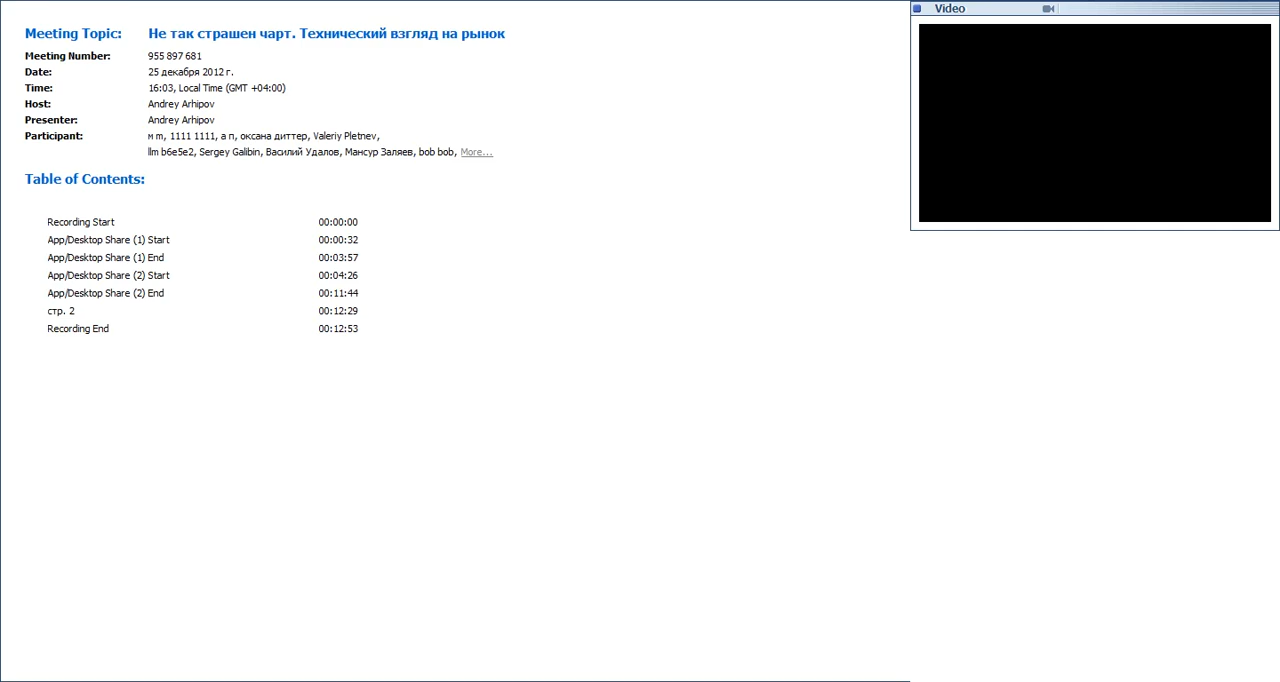 Video
Meeting Topic: Не так страшен чарт. Технический взгляд на рынок
Meeting Number: 955 897 681
Date: 25 декабря 2012 г.
Time: 16:03, Local Time (GMT +04:00)
Host: Andrey Arhipov
Presenter: Andrey Arhipov
Participant: м m, 1111 1111, а п, оксана диттер, Valeriy Pletnev,
llm b6e5e2, Sergey Galibin, Василий Удалов, Мансур Заляев, bob bob, More...
Table of Contents:
Recording Start 00:00:00
App/Desktop Share (1) Start 00:00:32
App/Desktop Share (1) End 00:03:57
App/Desktop Share (2) Start 00:04:26
App/Desktop Share (2) End 00:11:44
стр. 2 00:12:29
Recording End 00:12:53